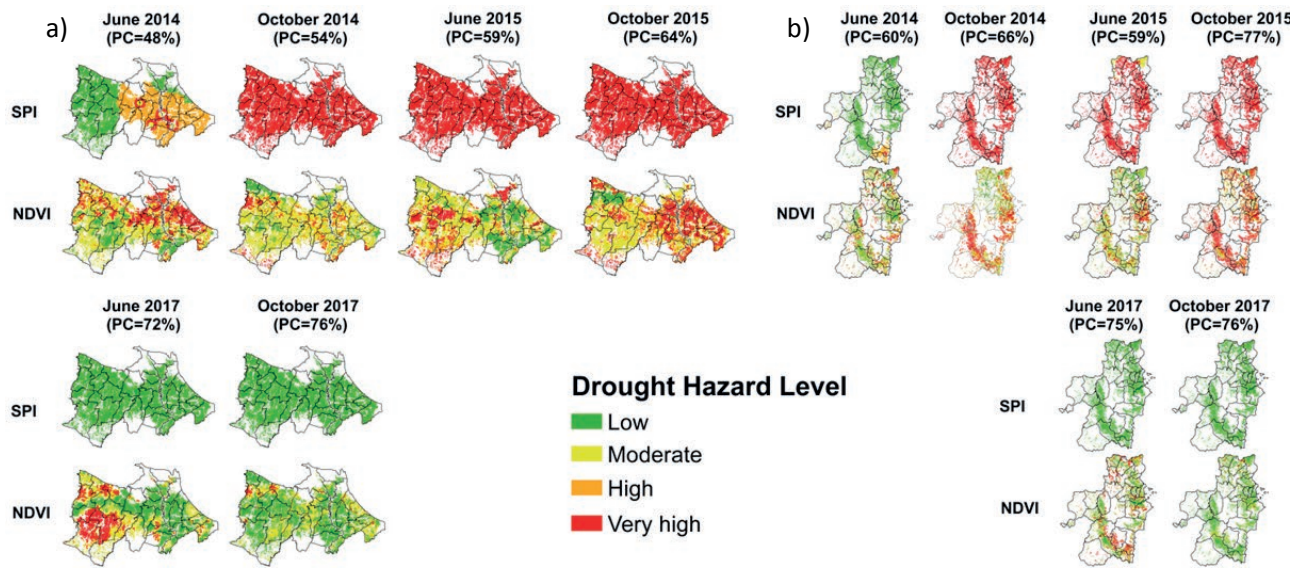 a)
June 2014
(PC=48%)
October 2014
(PC=54%)
June 2015
(PC=59%)
October 2015
(PC=64%)
SPI
NDVI
June 2017
(PC=72%)
October 2017
(PC=76%)
SPI
NDVI
Drought Hazard Level
Low
Moderate
High
Very high
b)
June 2014
(PC=60%)
October 2014
(PC=66%)
June 2015
(PC=59%)
October 2015
(PC=77%)
SPI
NDVI
June 2017
(PC=75%)
October 2017
(PC=76%)
SPI
NDVI